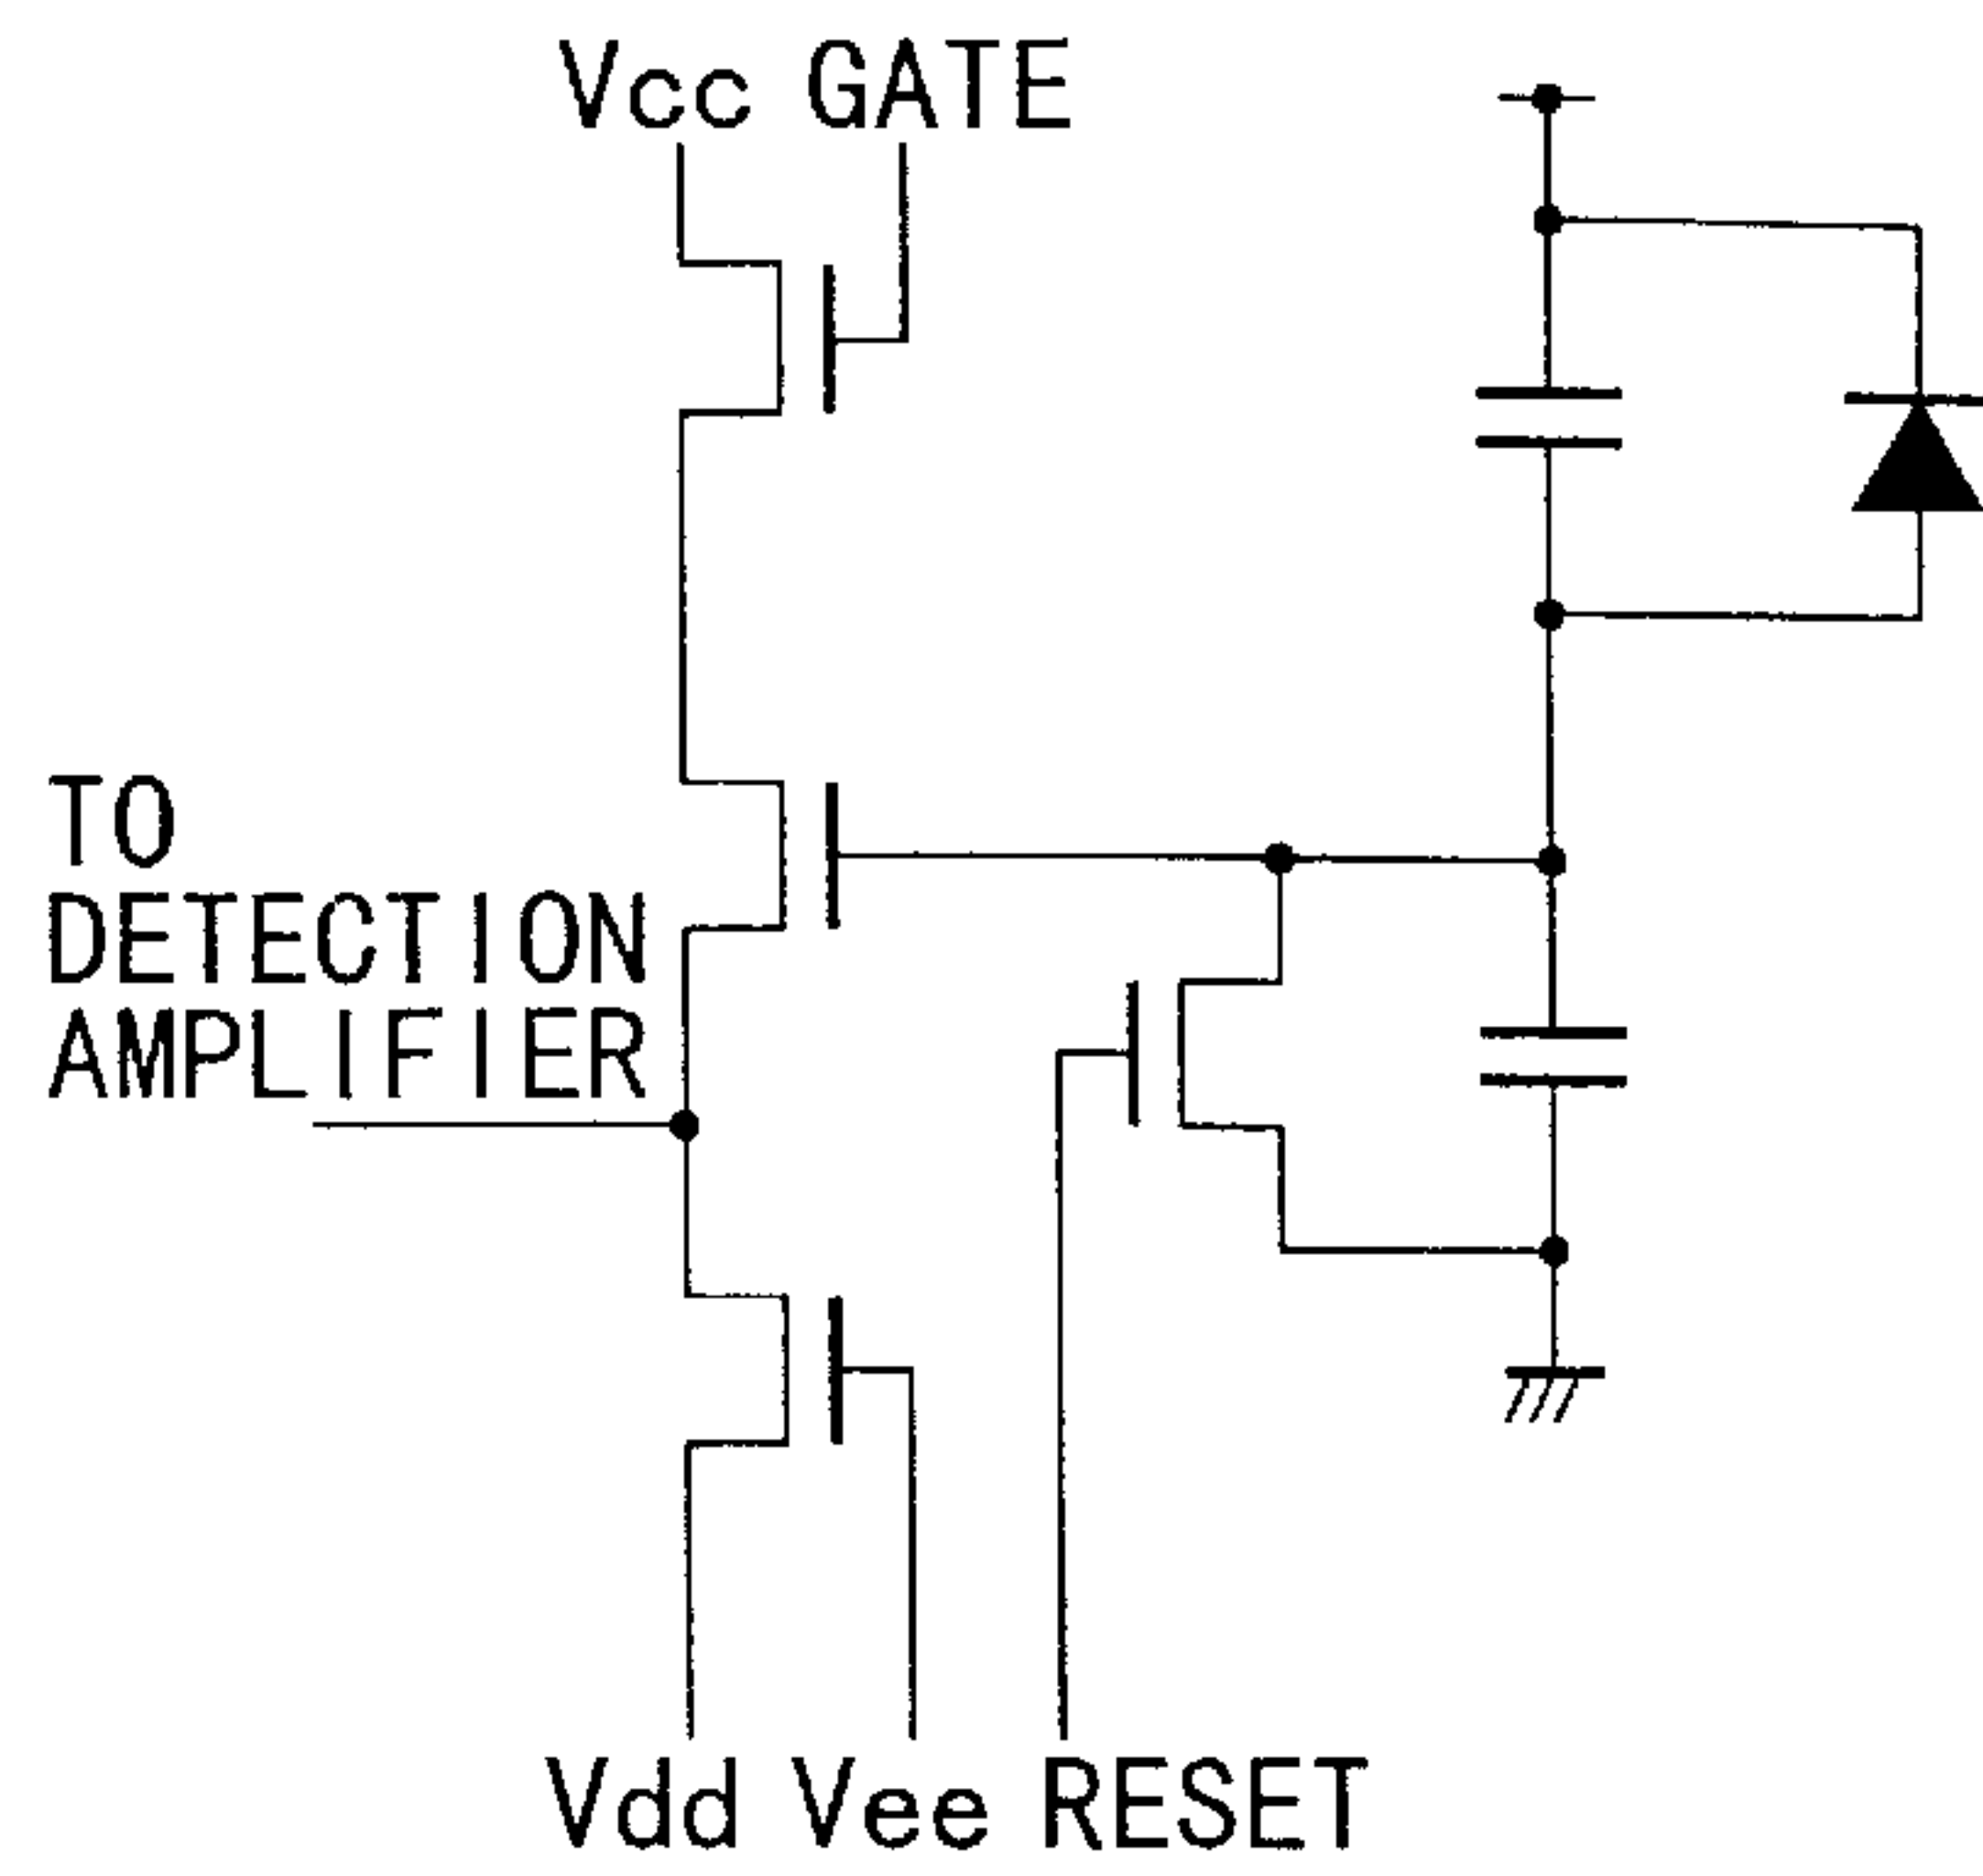 Vcc GATE
TO
DETECTION
AMPLIFIER
Vdd Vee RESET